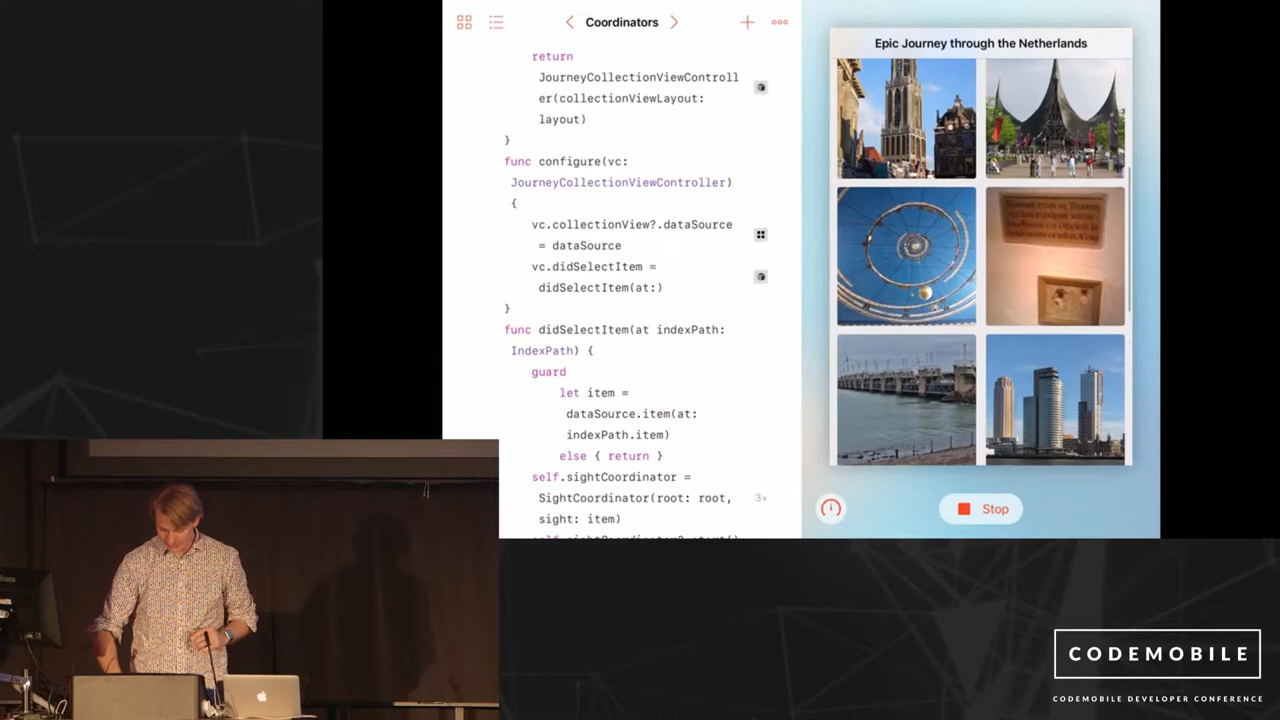 Coordinators
return
JourneyCollectionViewControll
er(collectionViewLayout:
layout)
}
func configure(vc:
JourneyCollectionViewController)
{
vc.collectionView?.dataSource
= dataSource
vc.didSelectItem =
didSelectItem(at:)
}
func didSelectItem(at indexPath:
IndexPath) {
guard
let item =
dataSource.item(at:
indexPath.item)
else { return }
self.sightCoordinator =
SightCoordinator(root: root,
sight: item)
3×
Epic Journey through the Netherlands
Stop
CODEMOBILE
CODEMOBILE DEVELOPER CONFERENCE